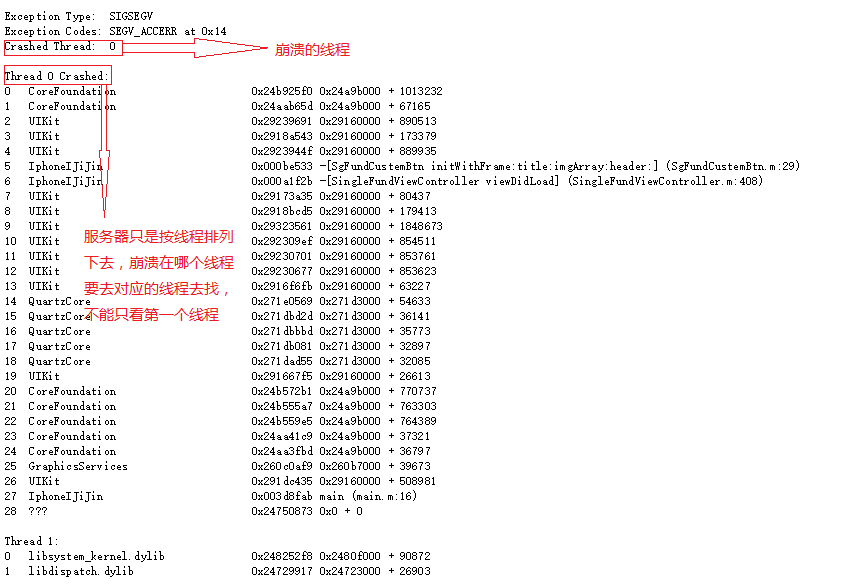 Exception Type:  SIGSEGV
Exception Codes: SEGV_ACCERR at 0x14
Crashed Thread:  0
崩溃的线程
Thread 0 Crashed:
0   CoreFoundation                      0x24b925f0 0x24a9b000 + 1013232
1   CoreFoundation                      0x24aab65d 0x24a9b000 + 67165
2   UIKit                               0x29239691 0x29160000 + 890513
3   UIKit                               0x2918a543 0x29160000 + 173379
4   UIKit                               0x2923944f 0x29160000 + 889935
5   IphoneIJiJin                        0x000be533 -[SgFundCustemBtn initWithFrame:title:imgArray:header:] (SgFundCustemBtn.m:29)
6   IphoneIJiJin                        0x000a1f2b -[SingleFundViewController viewDidLoad] (SingleFundViewController.m:408)
7   UIKit                               0x29173a35 0x29160000 + 80437
8   UIKit                               0x2918bcd5 0x29160000 + 179413
9   UIKit                               0x29323561 0x29160000 + 1848673
10  UIKit                               0x292309ef 0x29160000 + 854511
11  UIKit                               0x29230701 0x29160000 + 853761
12  UIKit                               0x29230677 0x29160000 + 853623
13  UIKit                               0x2916f6fb 0x29160000 + 63227
14  QuartzCore                          0x271e0569 0x271d3000 + 54633
15  QuartzCore                          0x271dbd2d 0x271d3000 + 36141
16  QuartzCore                          0x271dbbbd 0x271d3000 + 35773
17  QuartzCore                          0x271db081 0x271d3000 + 32897
18  QuartzCore                          0x271dad55 0x271d3000 + 32085
19  UIKit                               0x291667f5 0x29160000 + 26613
20  CoreFoundation                      0x24b572b1 0x24a9b000 + 770737
21  CoreFoundation                      0x24b555a7 0x24a9b000 + 763303
22  CoreFoundation                      0x24b559e5 0x24a9b000 + 764389
23  CoreFoundation                      0x24aa41c9 0x24a9b000 + 37321
24  CoreFoundation                      0x24aa3fbd 0x24a9b000 + 36797
25  GraphicsServices                    0x260c0af9 0x260b7000 + 39673
26  UIKit                               0x291dc435 0x29160000 + 508981
27  IphoneIJiJin                        0x003d8fab main (main.m:16)
28  ???                                 0x24750873 0x0 + 0
服务器只是按线程排列
下去，崩溃在哪个线程
要去对应的线程去找，
不能只看第一个线程
Thread 1:
0   libsystem_kernel.dylib              0x248252f8 0x2480f000 + 90872
1   libdispatch.dylib                   0x24729917 0x24723000 + 26903